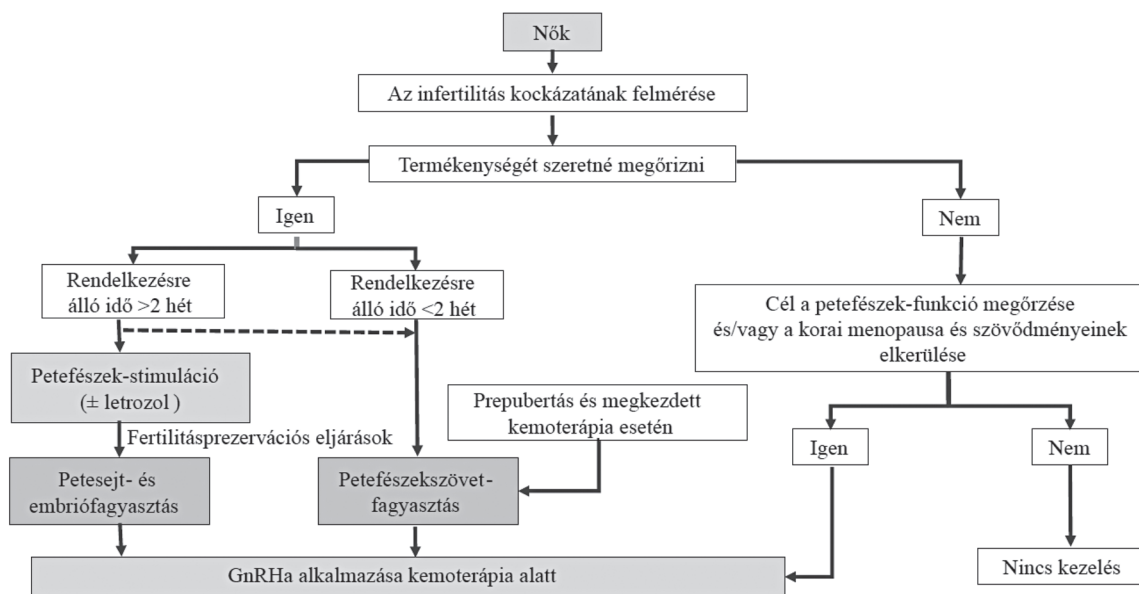 Nők
Az infertilitás kockázatának felmérése
Termékenységét szeretné megőrizni
Igen
Nem
Rendelkezésre
álló idő >2 hét
Rendelkezésre
álló idő <2 hét
Cél a petefészek-funkció megőrzése
és/vagy a korai menopausa és szövődményeinek
elkerülése
Petefészek-stimuláció
(± letrozol )
Prepubertás és megkezdett
kemoterápia esetén
Igen
Nem
Fertilitásprezervációs eljárások
Petesejt- és
embriófagyasztás
Petefészekszövet-
fagyasztás
GnRHa alkalmazása kemoterápia alatt
Nincs kezelés